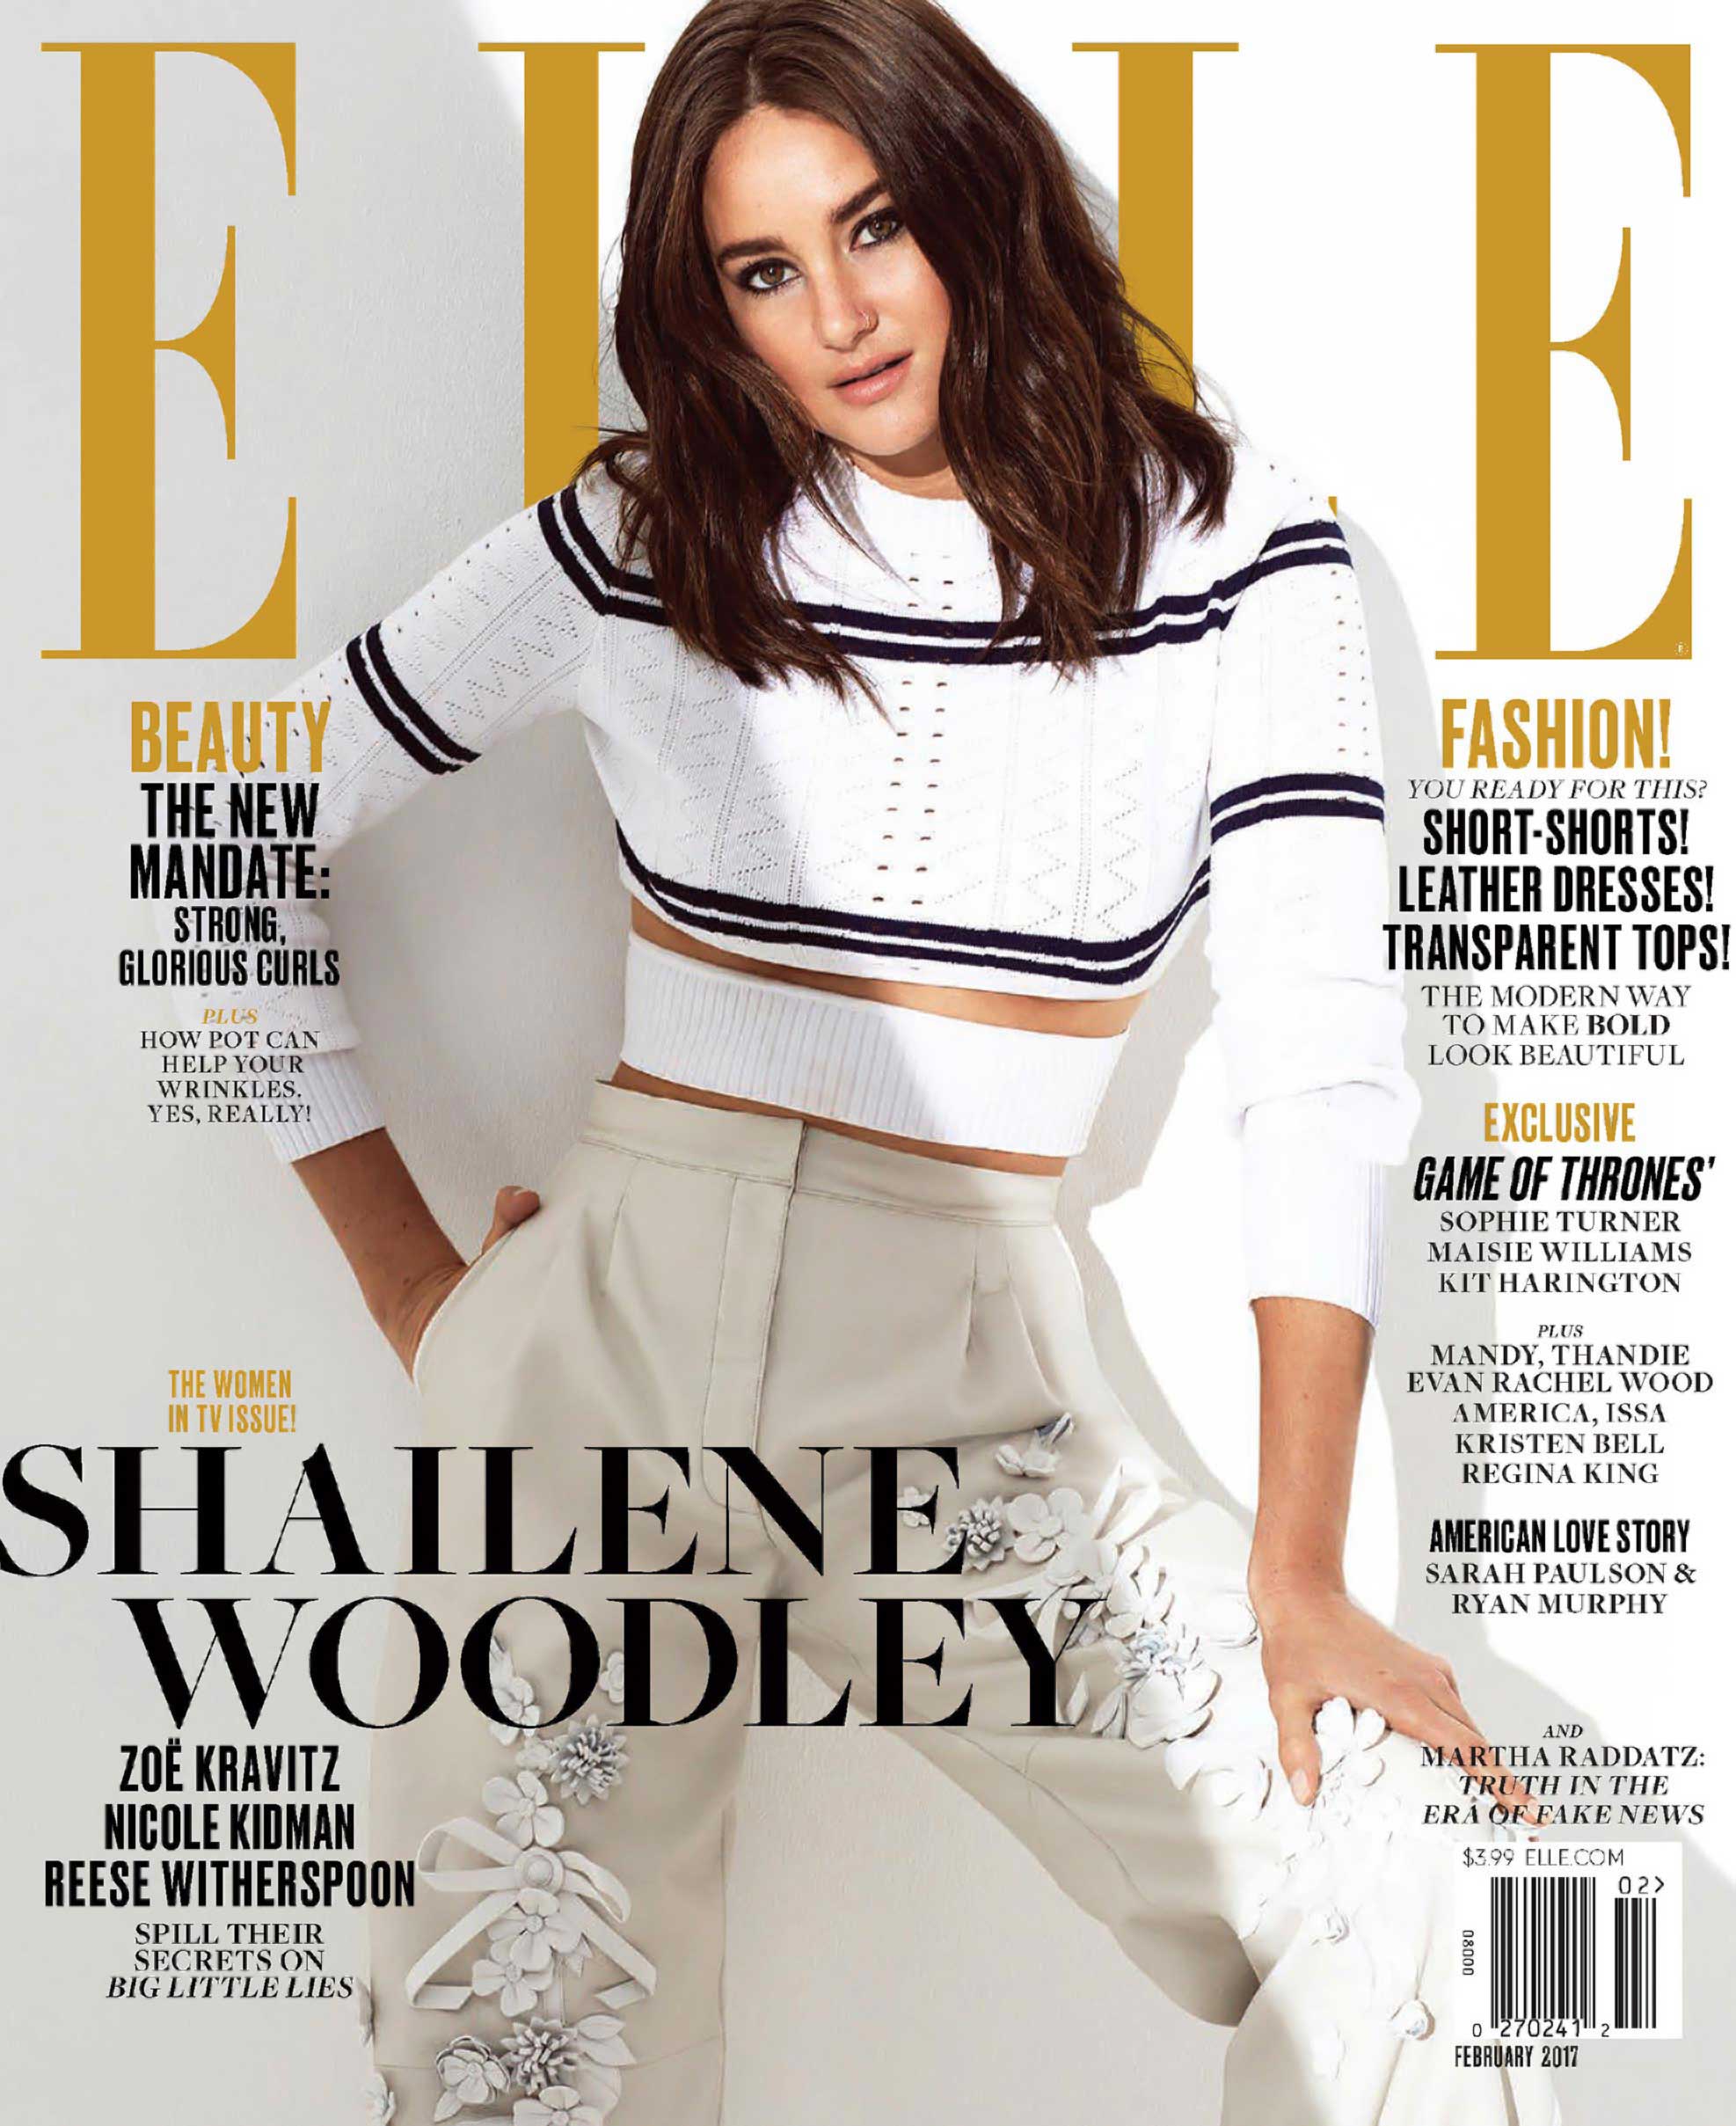 ELLE
BEAUTY
THE NEW
MANDATE:
STRONG,
GLORIOUS CURLS
PLUS
HOW POT CAN
HELP YOUR
WRINKLES.
YES, REALLY!
THE WOMEN
IN TV ISSUE!
SHAILENE
WOODLEY
ZOË KRAVITZ
NICOLE KIDMAN
REESE WITHERSPOON
SPILL THEIR
SECRETS ON
BIG LITTLE LIES
FASHION!
YOU READY FOR THIS?
SHORT-SHORTS!
LEATHER DRESSES!
TRANSPARENT TOPS!
THE MODERN WAY
TO MAKE BOLD
LOOK BEAUTIFUL
EXCLUSIVE
GAME OF THRONES'
SOPHIE TURNER
MAISIE WILLIAMS
KIT HARINGTON
PLUS
MANDY, THANDIE
EVAN RACHEL WOOD
AMERICA, ISSA
KRISTEN BELL
REGINA KING
AMERICAN LOVE STORY
SARAH PAULSON &
RYAN MURPHY
AND
MARTHA RADDATZ:
TRUTH IN THE
ERA OF FAKE NEWS
$3.99 ELLE.COM
02>
08000
0 270241 2
FEBRUARY 2017